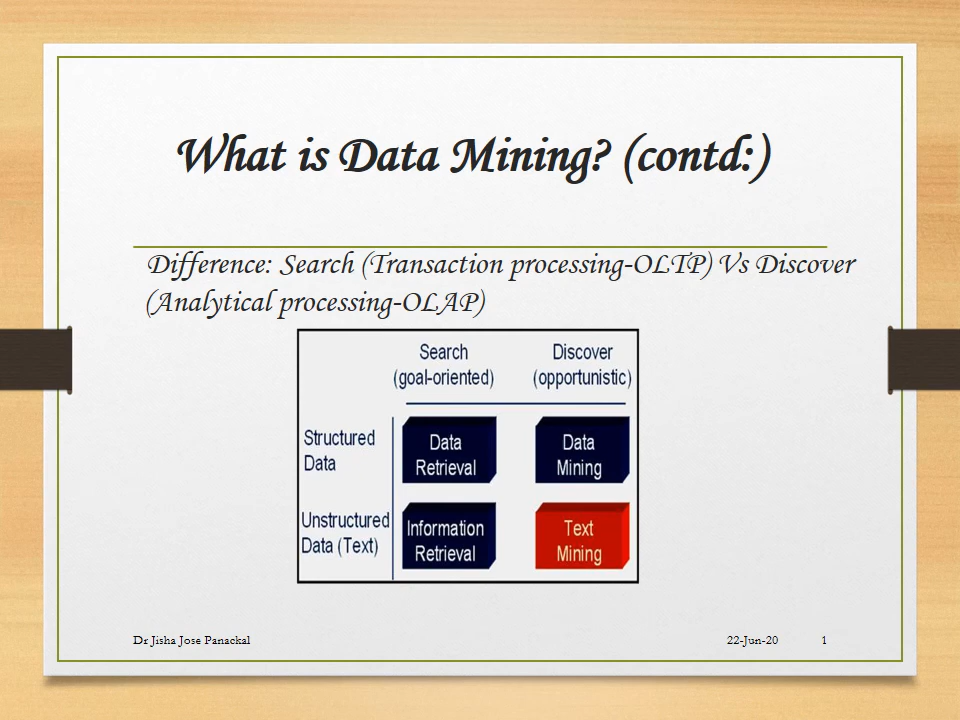 What is Data Mining? (contd:)
Difference: Search (Transaction processing-OLTP) Vs Discover
(Analytical processing-OLAP)
Search
(goal-oriented)
Discover
(opportunistic)
Structured
Data
Data
Retrieval
Data
Mining
Unstructured
Data (Text)
Information
Retrieval
Text
Mining
Dr Jisha Jose Panackal
22-Jun-20
1